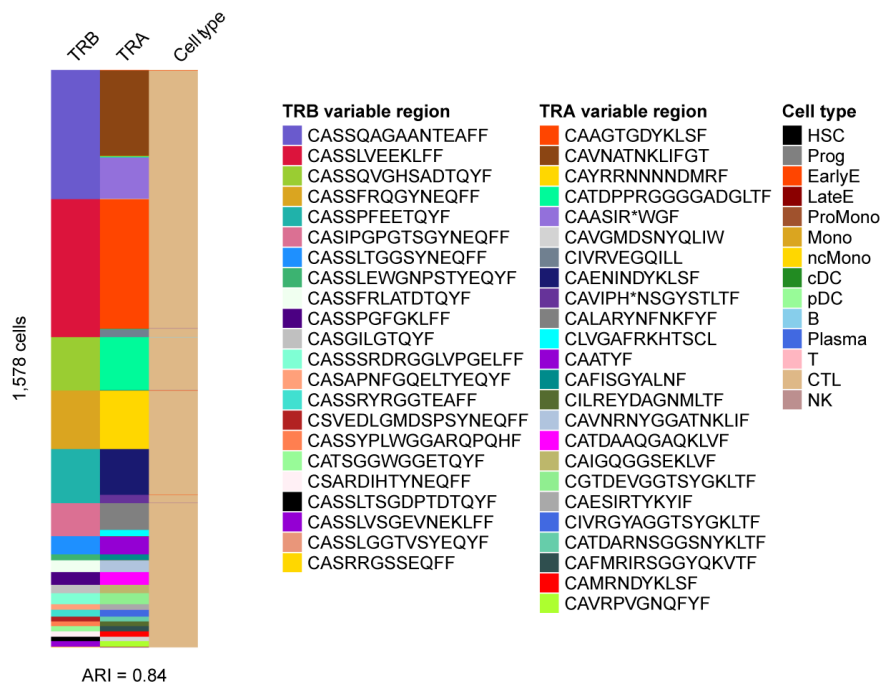 TRB
TRA
Cell type
1,578 cells
ARI = 0.84
TRB variable region
CASSQAGAANTEAFF
CASSLVEEKLFF
CASSQVGHSADTQYF
CASSFRQGYNEQFF
CASSPFEETQYF
CASIPGPGTSGYNEQFF
CASSLTGGSYNEQFF
CASSLEWGNPSTYEQYF
CASSFRLATDTQYF
CASSPGFGKLFF
CASGILGTQYF
CASSSRDRGGLVPGELFF
CASAPNFGQELTYEQYF
CASSRYRGGTEAFF
CSVEDLGMDSPSYNEQFF
CASSYPLWGGARQPQHF
CATSGGWGGETQYF
CSARDIHTYNEQFF
CASSLTSGDPTDTQYF
CASSLVSGEVNEKLFF
CASSLGGTVSYEQYF
CASRRGSSEQFF
TRA variable region
CAAGTGDYKLSF
CAVNATNKLIFGT
CAYRRNNNNDMRF
CATDPPRGGGGADGLTF
CAASIR*WGF
CAVGMDSNYQLIW
CIVRVEGQILL
CAENINDYKLSF
CAVIPH*NSGYSTLTF
CALARYNFNKFYF
CLVGAFRKHTSCL
CAATYF
CAFISGYALNF
CILREYDAGNMLTF
CAVNRNYGGATNKLIF
CATDAAQGAQKLVF
CAIGQGGSEKLVF
CGTDEVGGTSYGKLTF
CAESIRTYKYIF
CIVRGYAGGTSYGKLTF
CATDARNSGGSNYKLTF
CAFMRIRSGGYQKVTF
CAMRNDYKLSF
CAVRPVGNQFYF
Cell type
HSC
Prog
EarlyE
LateE
ProMono
Mono
ncMono
cDC
pDC
B
Plasma
T
CTL
NK